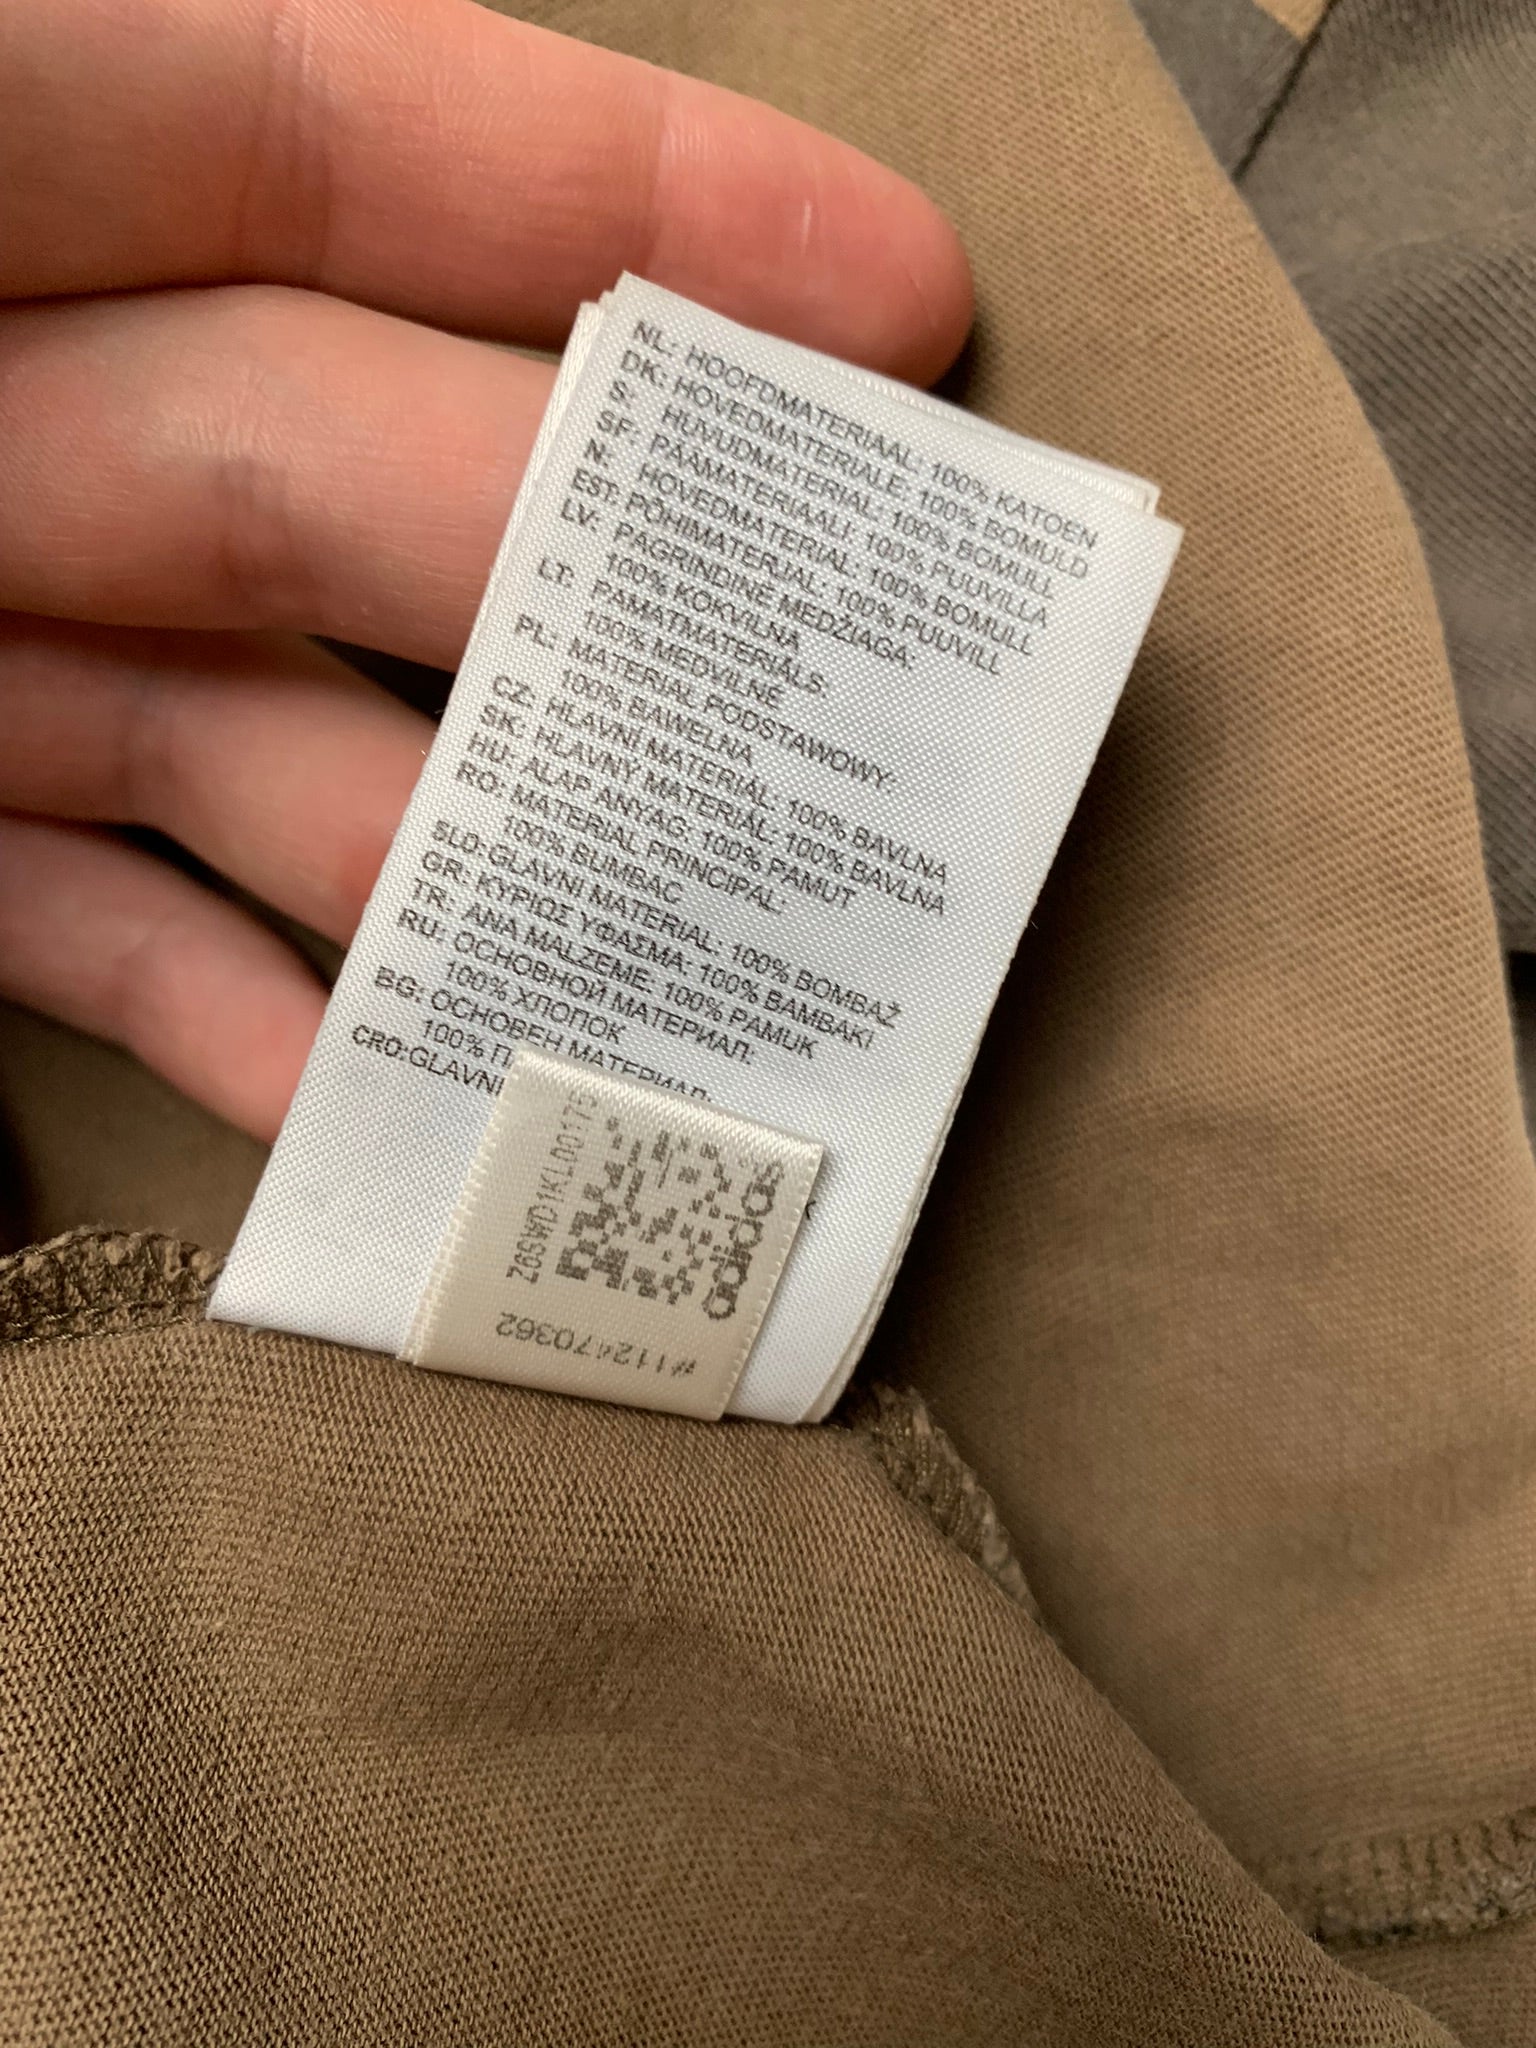 NL: HOOFDMATERIAAL: 100% KATOEN
DK: HOVEDMATERIALE: 100% BOMULD
S: HUVUDMATERIAL: 100% BOMULL
SF: PÄÄMATERIAALI: 100% PUUVILLA
N: HOVEDMATERIAL: 100% BOMULL
EST: PÕHIMATERJAL: 100% PUUVILL
LV: PAGRINDINĖ MEDŽIAGA:
100% KOKVILNA
LT: PAMATMATERIĀLS:
100% MEDVILNĖ
PL: MATERIAŁ PODSTAWOWY:
100% BAWEŁNA
CZ: HLAVNÍ MATERIÁL: 100% BAVLNA
SK: HLAVNÝ MATERIÁL: 100% BAVLNA
HU: ALAP ANYAG: 100% PAMUT
RO: MATERIAL PRINCIPAL:
100% BUMBAC
SLO: GLAVNI MATERIAL: 100% BOMBAŽ
GR: ΚΥΡΙΩΣ ΥΦΑΣΜΑ: 100% BAMBAKI
TR: ANA MALZEME: 100% PAMUK
RU: ОСНОВНОЙ МАТЕРИАЛ:
100% ХЛОПОК
BG: ОСНОВЕН МАТЕРИАЛ:
100%
CRO: GLAVNI
Z6SWD1KL00175
adidas
#112470362